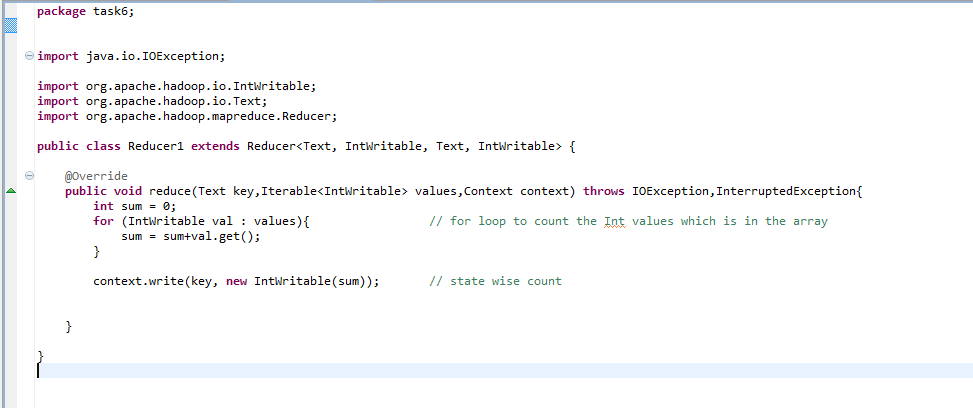 package task6;
import java.io.IOException;
import org.apache.hadoop.io.IntWritable;
import org.apache.hadoop.io.Text;
import org.apache.hadoop.mapreduce.Reducer;
public class Reducer1 extends Reducer<Text, IntWritable, Text, IntWritable> {
@Override
public void reduce(Text key,Iterable<IntWritable> values,Context context) throws IOException,InterruptedException{
int sum = 0;
for (IntWritable val : values){ // for loop to count the Int values which is in the array
sum = sum+val.get();
}
context.write(key, new IntWritable(sum)); // state wise count
}
}